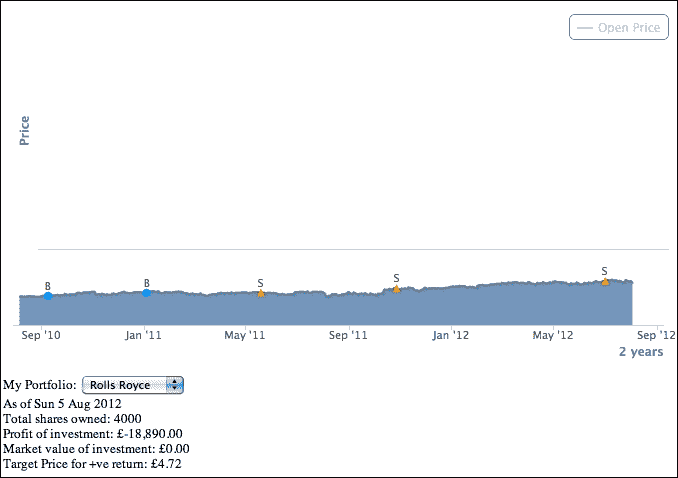 Open Price
Price
B
B
S
S
S
Sep '10
Jan '11
May '11
Sep '11
Jan '12
May '12
Sep '12
2 years
My Portfolio: Rolls Royce
As of Sun 5 Aug 2012
Total shares owned: 4000
Profit of investment: £-18,890.00
Market value of investment: £0.00
Target Price for +ve return: £4.72